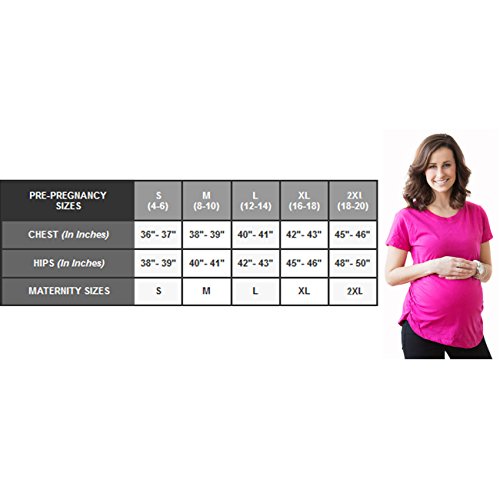 PRE-PREGNANCY SIZES S (4-6) M (8-10) L (12-14) XL (16-18) 2Xl (18-20)
CHEST (In Inches) 36"- 37" 38"- 39" 40"- 41" 42"- 43" 45"- 46"
HIPS (In Inches) 38"- 39" 40"- 41" 42"- 43" 45"- 46" 48"- 50"
MATERNITY SIZES S M L XL 2XL